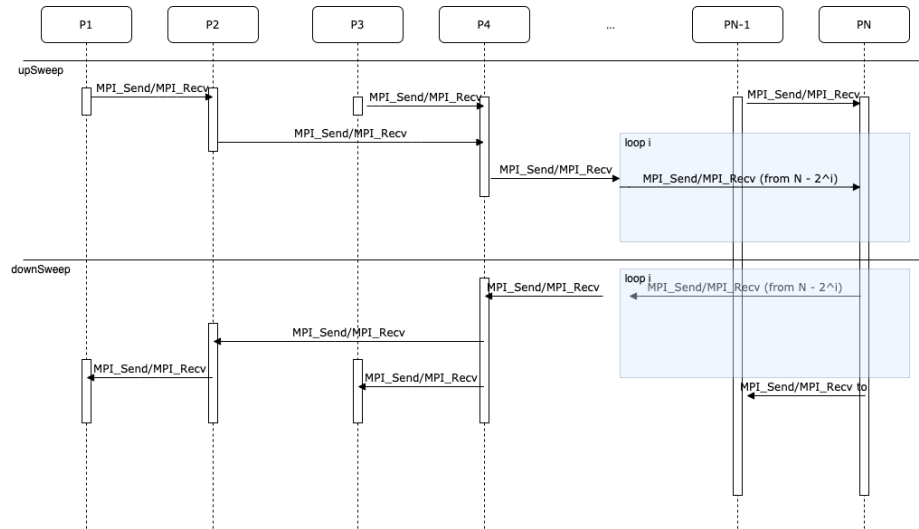 P1
P2
P3
P4
...
PN-1
PN
upSweep
MPI_Send/MPI_Recv
MPI_Send/MPI_Recv
MPI_Send/MPI_Recv
MPI_Send/MPI_Recv
loop i
MPI_Send/MPI_Recv
MPI_Send/MPI_Recv (from N - 2^i)
downSweep
loop i
MPI_Send/MPI_Recv
MPI_Send/MPI_Recv (from N - 2^i)
MPI_Send/MPI_Recv
MPI_Send/MPI_Recv
MPI_Send/MPI_Recv
MPI_Send/MPI_Recv to